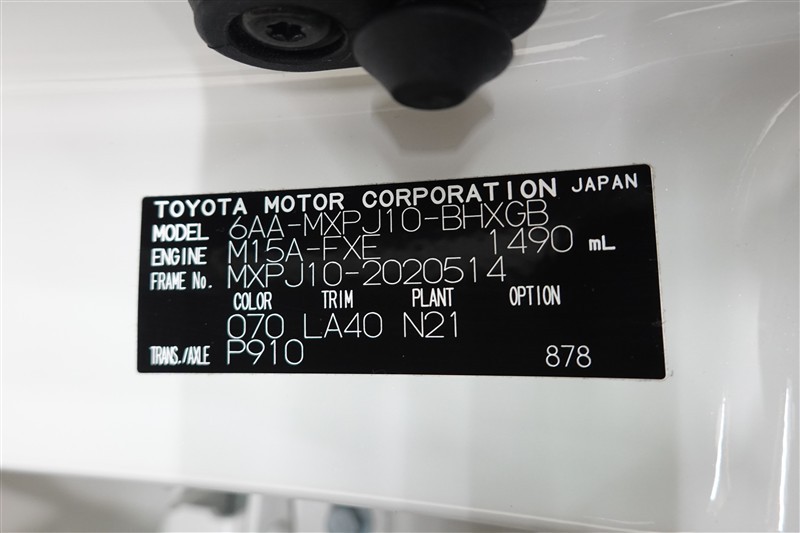 TOYOTA MOTOR CORPORATION JAPAN
MODEL 6AA-MXPJ10-BHXGB
ENGINE M15A-FXE 1490 mL
FRAME No. MXPJ10-2020514
COLOR TRIM PLANT OPTION
070 LA40 N21
TRANS./AXLE P910 878